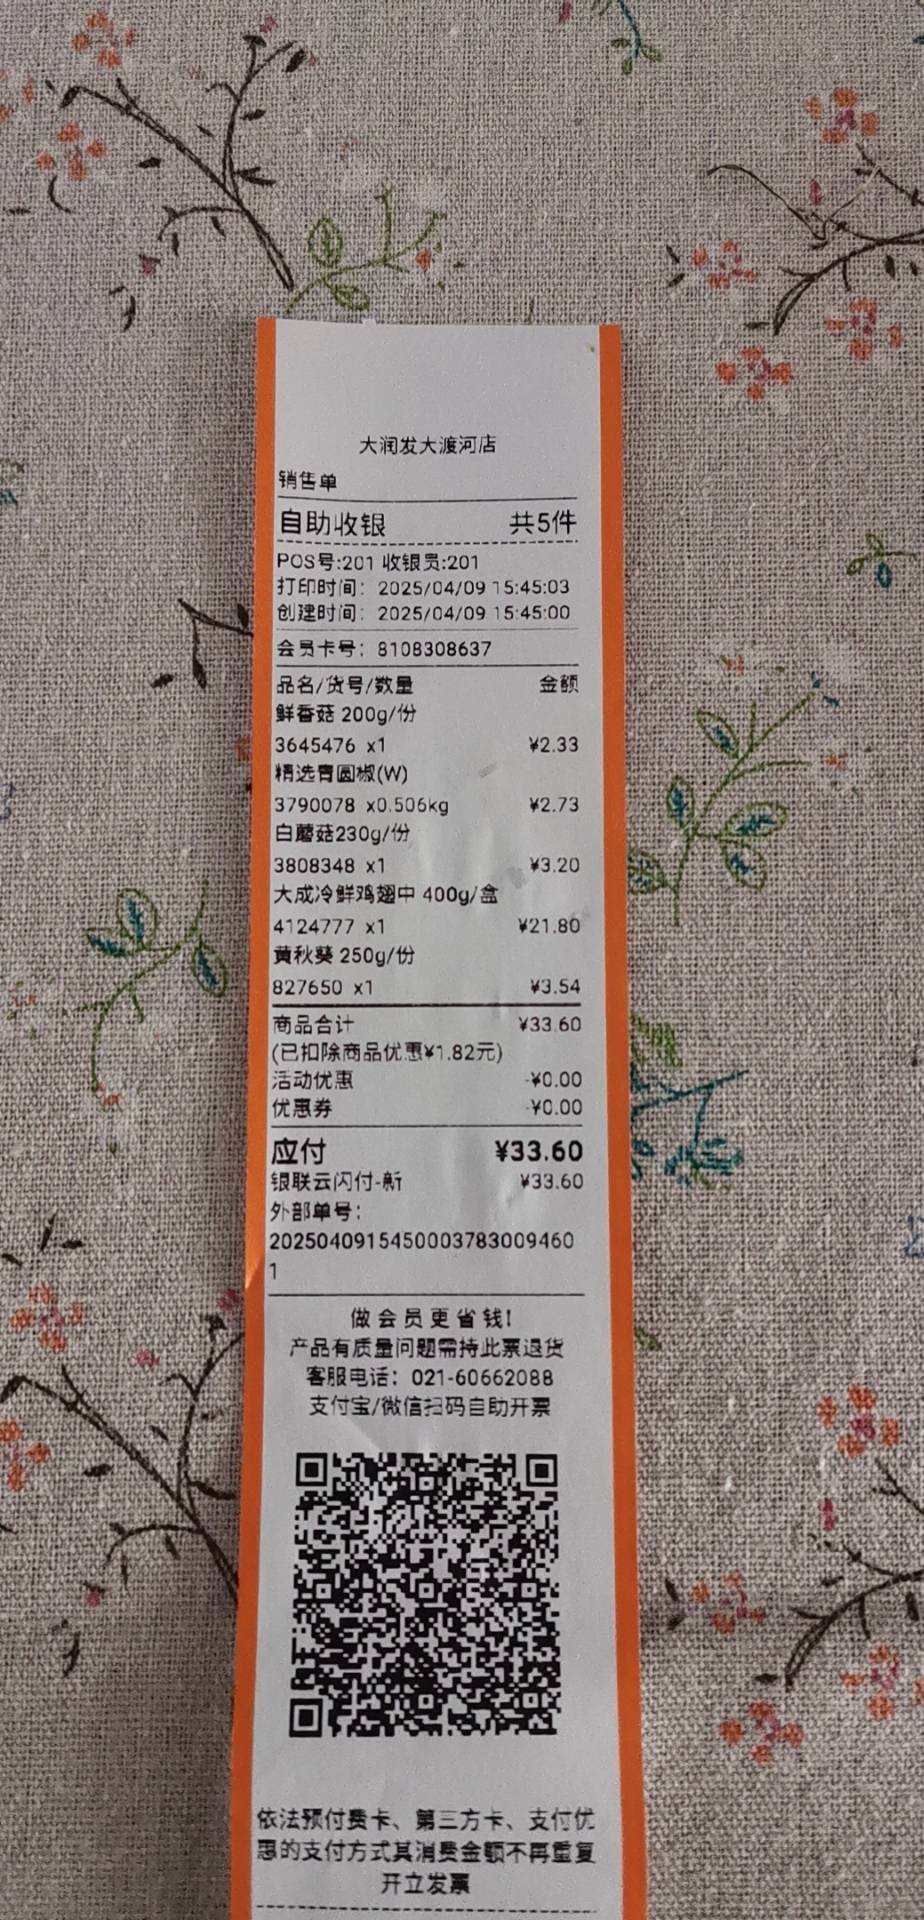 大润发大渡河店
销售单
自助收银 共5件
POS号:201 收银员:201
打印时间: 2025/04/09 15:45:03
创建时间: 2025/04/09 15:45:00
会员卡号: 8108308637
品名/货号/数量 金额
鲜香菇 200g/份
3645476 x1 ¥2.33
精选青圆椒(W)
3790078 x0.506kg ¥2.73
白蘑菇230g/份
3808348 x1 ¥3.20
大成冷鲜鸡翅中 400g/盒
4124777 x1 ¥21.80
黄秋葵 250g/份
827650 x1 ¥3.54
商品合计 ¥33.60
(已扣除商品优惠¥1.82元)
活动优惠 -¥0.00
优惠券 -¥0.00
应付 ¥33.60
银联云闪付-新 ¥33.60
外部单号:
2025040915450003783009460
1
做会员更省钱!
产品有质量问题需持此票退货
客服电话: 021-60662088
支付宝/微信扫码自助开票
依法预付费卡、第三方卡、支付优
惠的支付方式其消费金额不再重复
开立发票